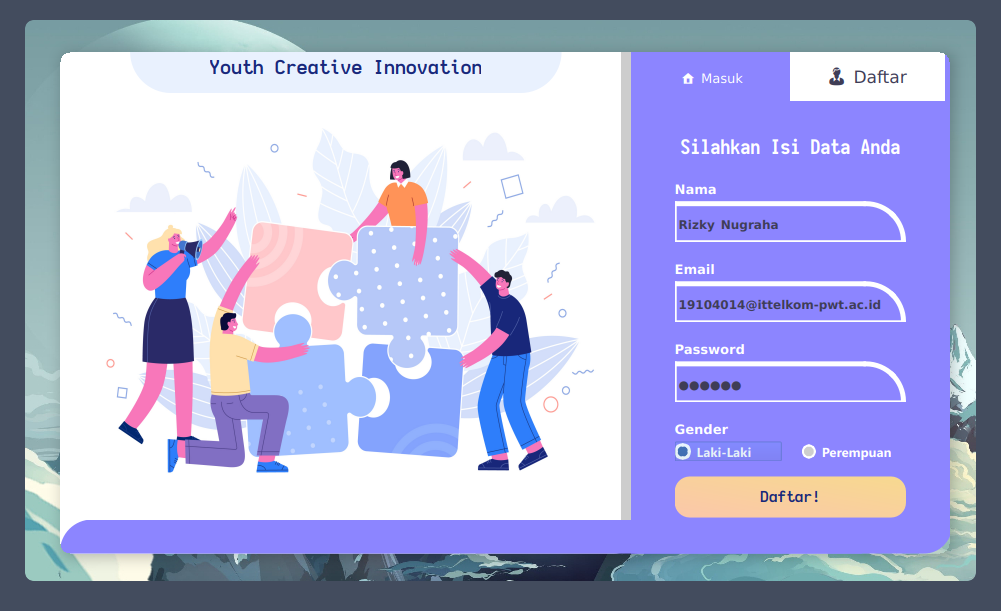 Youth Creative Innovation
Masuk
Daftar
Silahkan Isi Data Anda
Nama
Rizky Nugraha
Email
19104014@ittelkom-pwt.ac.id
Password
●●●●●●
Gender
Laki-Laki
Perempuan
Daftar!